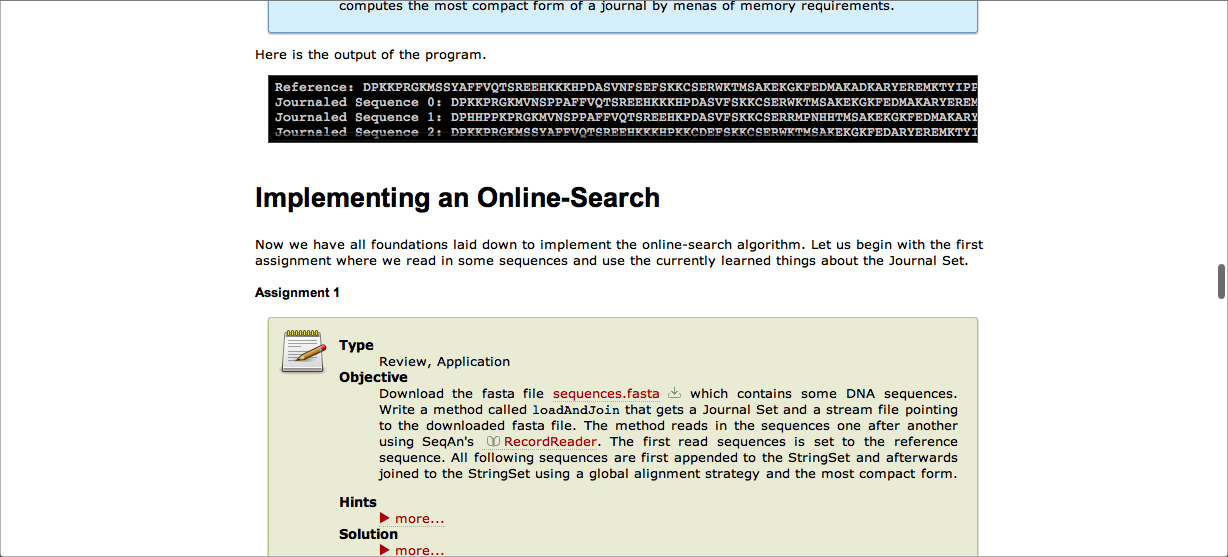 computes the most compact form of a journal by menas of memory requirements.
Here is the output of the program.
Reference: DPKKPRGKMSSYAFFVQTSREEHKKKHPDASVNFSEFSKKCSERWKTMSAKEKGKFEDMAKADKARYEREMKTYIPP
Journaled Sequence 0: DPKKPRGKMVNSPPAFFVQTSREEHKKKHPDASVFSKKCSERWKTMSAKEKGKFEDMAKARYEREM
Journaled Sequence 1: DPHHPPKPRGKMVNSPPAFFVQTSREEHKPDASVFSKKCSERRMPNHHTMSAKEKGKFEDMAKARY
Journaled Sequence 2: DPKKPRGKMSSYAFFVQTSREEHKKKHPKKCDEFSKKCSERWKTMSAKEKGKFEDARYEREMKTYI
Implementing an Online-Search
Now we have all foundations laid down to implement the online-search algorithm. Let us begin with the first
assignment where we read in some sequences and use the currently learned things about the Journal Set.
Assignment 1
Type
Review, Application
Objective
Download the fasta file sequences.fasta which contains some DNA sequences.
Write a method called loadAndJoin that gets a Journal Set and a stream file pointing
to the downloaded fasta file. The method reads in the sequences one after another
using SeqAn's RecordReader. The first read sequences is set to the reference
sequence. All following sequences are first appended to the StringSet and afterwards
joined to the StringSet using a global alignment strategy and the most compact form.
Hints
more...
Solution
more...